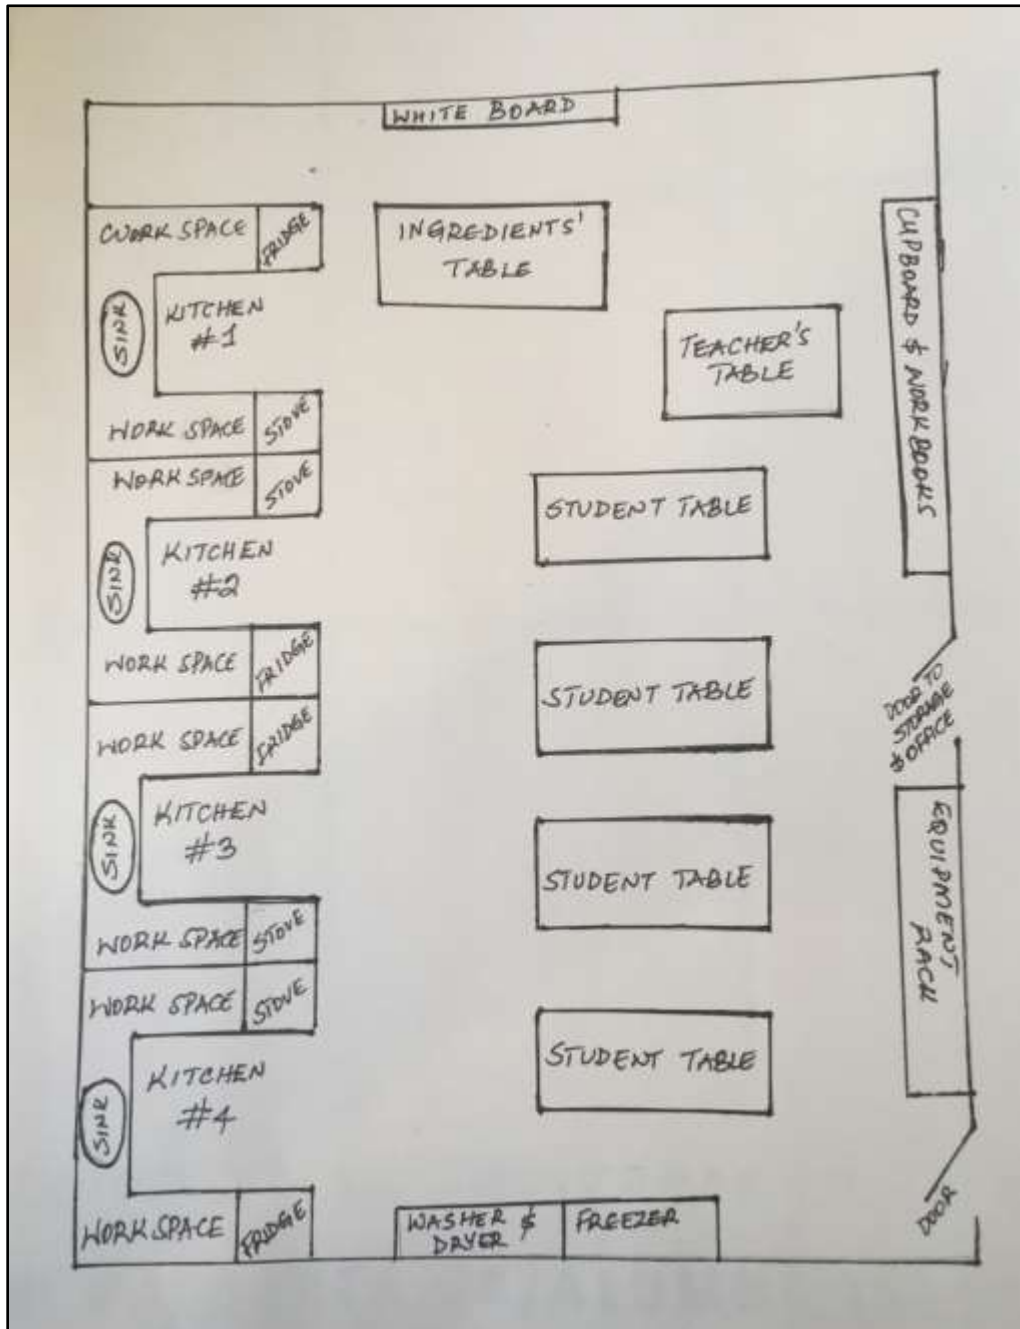 WHITE BOARD
WORK SPACE
FRIDGE
INGREDIENTS'
TABLE
SINK
KITCHEN
#1
CUPBOARD & WORKBOOKS
TEACHER'S
TABLE
WORK SPACE
STOVE
WORK SPACE
STOVE
STUDENT TABLE
SINK
KITCHEN
#2
WORK SPACE
FRIDGE
STUDENT TABLE
DOOR TO
STORAGE
& OFFICE
WORK SPACE
FRIDGE
SINK
KITCHEN
#3
STUDENT TABLE
EQUIPMENT
RACK
WORK SPACE
STOVE
WORK SPACE
STOVE
STUDENT TABLE
SINK
KITCHEN
#4
WORK SPACE
FRIDGE
WASHER &
DRYER
FREEZER
DOOR